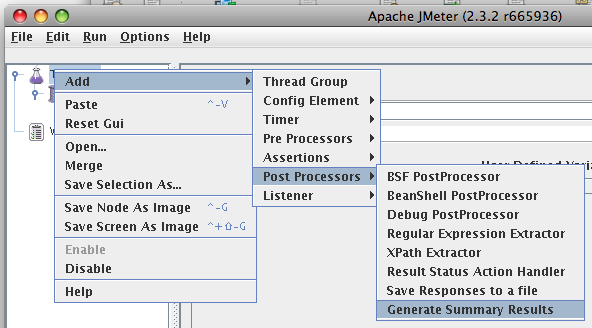 Apache JMeter (2.3.2 r665936)
File Edit Run Options Help
Add
Paste ^-V
Reset Gui
Open...
Merge
Save Selection As...
Save Node As Image ^-G
Save Screen As Image ^+⇧-G
Enable
Disable
Help
Thread Group
Config Element
Timer
Pre Processors
Assertions
Post Processors
Listener
BSF PostProcessor
BeanShell PostProcessor
Debug PostProcessor
Regular Expression Extractor
XPath Extractor
Result Status Action Handler
Save Responses to a file
Generate Summary Results